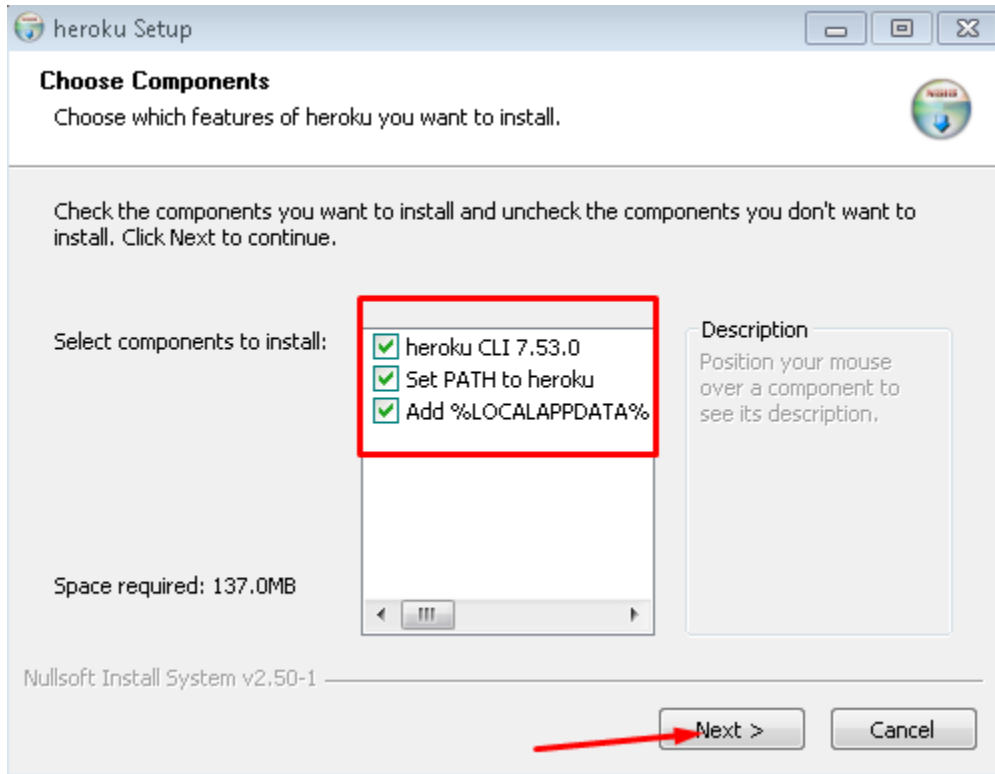 heroku Setup
Choose Components
Choose which features of heroku you want to install.
Check the components you want to install and uncheck the components you don't want to
install. Click Next to continue.
Select components to install:
heroku CLI 7.53.0
Set PATH to heroku
Add %LOCALAPPDATA%
Description
Position your mouse
over a component to
see its description.
Space required: 137.0MB
Nullsoft Install System v2.50-1
Next >
Cancel